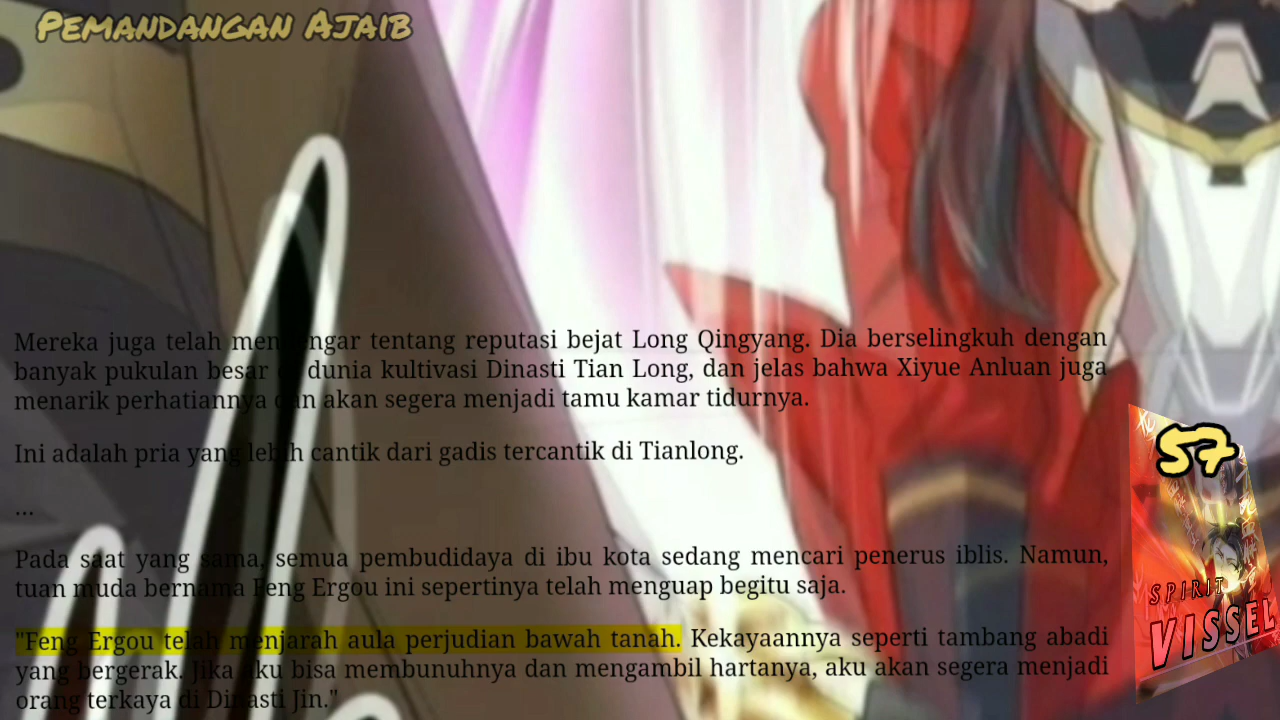 PEMANDANGAN AJAIB
Mereka juga telah mendengar tentang reputasi bejat Long Qingyang. Dia berselingkuh dengan
banyak pukulan besar di dunia kultivasi Dinasti Tian Long, dan jelas bahwa Xiyue Anluan juga
menarik perhatiannya dan akan segera menjadi tamu kamar tidurnya.
Ini adalah pria yang lebih cantik dari gadis tercantik di Tianlong.
...
Pada saat yang sama, semua pembudidaya di ibu kota sedang mencari penerus iblis. Namun,
tuan muda bernama Feng Ergou ini sepertinya telah menguap begitu saja.
"Feng Ergou telah menjarah aula perjudian bawah tanah. Kekayaannya seperti tambang abadi
yang bergerak. Jika aku bisa membunuhnya dan mengambil hartanya, aku akan segera menjadi
orang terkaya di Dinasti Jin."
57
SPIRIT
VISSEL